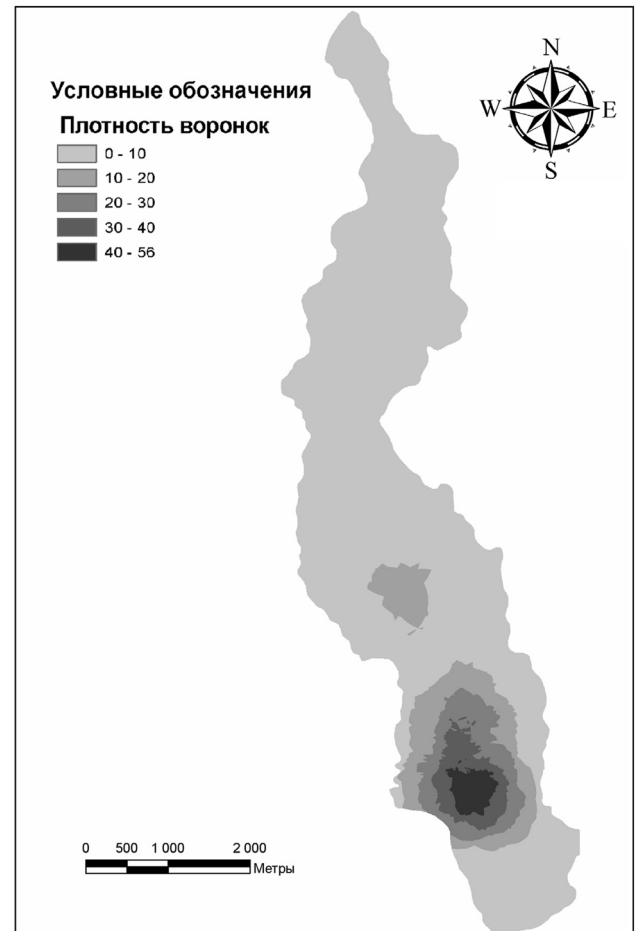 N
W E
S
Условные обозначения
Плотность воронок
0 - 10
10 - 20
20 - 30
30 - 40
40 - 56
0 500 1 000 2 000
Метры